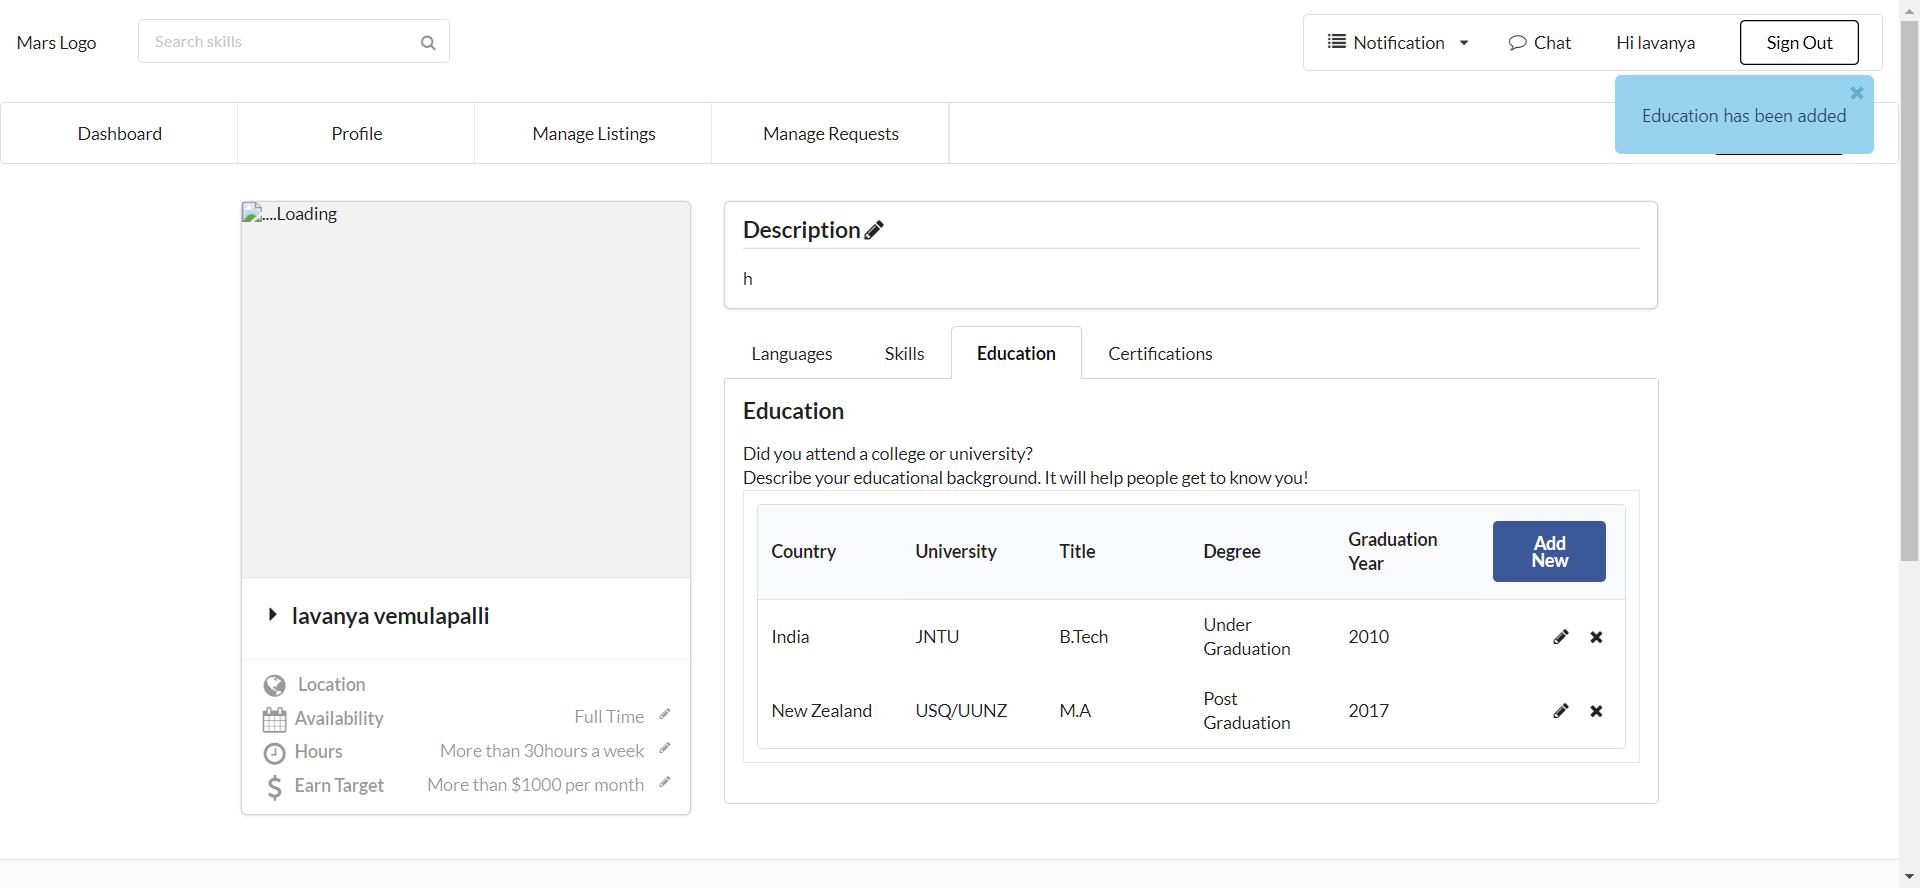 Mars Logo
Search skills
Notification
Chat
Hi lavanya
Sign Out
Education has been added
Dashboard
Profile
Manage Listings
Manage Requests
....Loading
lavanya vemulapalli
Location
Availability
Full Time
Hours
More than 30hours a week
Earn Target
More than $1000 per month
Description
h
Languages
Skills
Education
Certifications
Education
Did you attend a college or university?
Describe your educational background. It will help people get to know you!
Country
University
Title
Degree
Graduation
Year
Add
New
India
JNTU
B.Tech
Under
Graduation
2010
New Zealand
USQ/UUNZ
M.A
Post
Graduation
2017